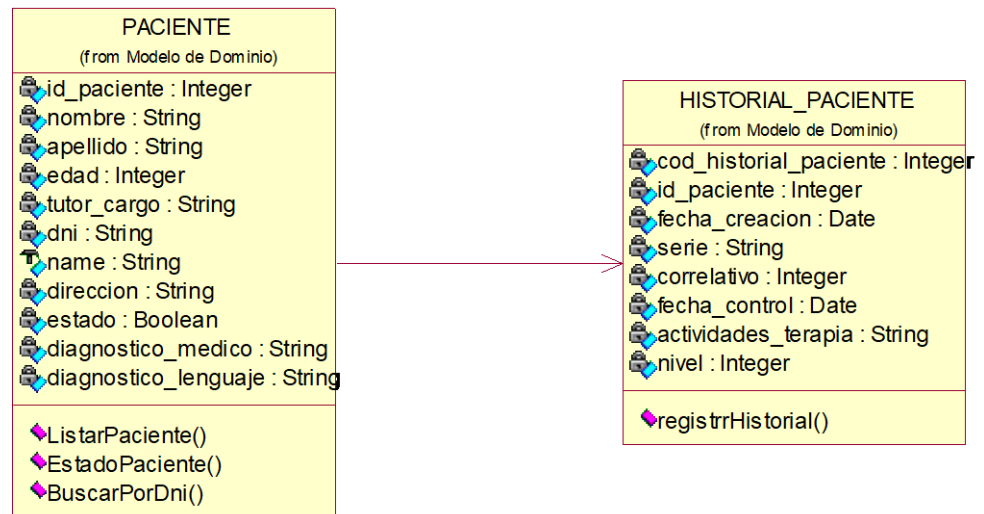 PACIENTE
(from Modelo de Dominio)
id_paciente : Integer
nombre : String
apellido : String
edad : Integer
tutor_cargo : String
dni : String
name : String
direccion : String
estado : Boolean
diagnostico_medico : String
diagnostico_lenguaje : String
ListarPaciente()
EstadoPaciente()
BuscarPorDni()
HISTORIAL_PACIENTE
(from Modelo de Dominio)
cod_historial_paciente : Integer
id_paciente : Integer
fecha_creacion : Date
serie : String
correlativo : Integer
fecha_control : Date
actividades_terapia : String
nivel : Integer
registrrHistorial()